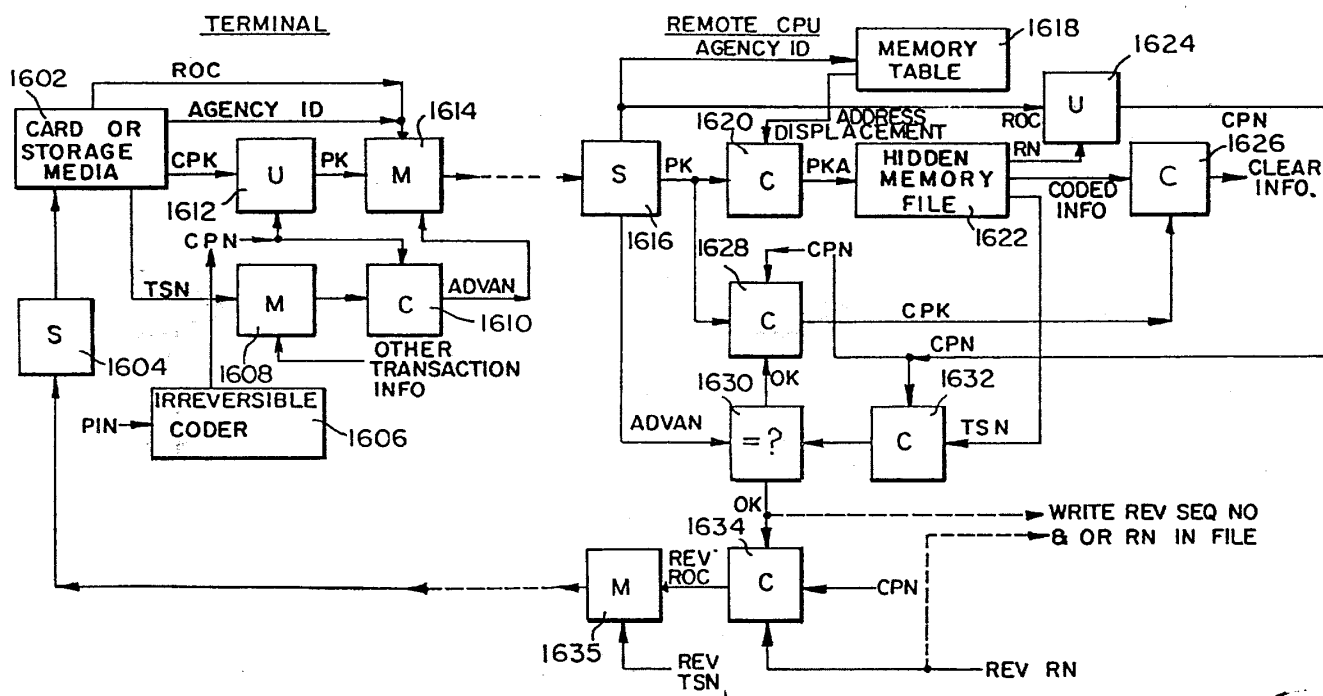 TERMINAL
REMOTE CPU
1602
ROC
AGENCY ID
1614
CARD OR
STORAGE
MEDIA
CPK
U
PK
M
1612
CPN
TSN
M
C
ADVAN
1610
S
1604
1608
OTHER
TRANSACTION
INFO
PIN
IRREVERSIBLE
CODER
1606
AGENCY ID
MEMORY
TABLE
1618
1624
U
1620
ADDRESS
DISPLACEMENT
ROC
CPN
1626
S
PK
C
PKA
HIDDEN
MEMORY
FILE
RN
CODED
INFO
C
CLEAR
INFO.
1616
1622
1628
CPN
C
CPK
CPN
OK
1630
1632
ADVAN
= ?
C
TSN
OK
WRITE REV SEQ NO
& OR RN IN FILE
1634
REV
ROC
M
C
CPN
1635
REV
TSN
REV RN